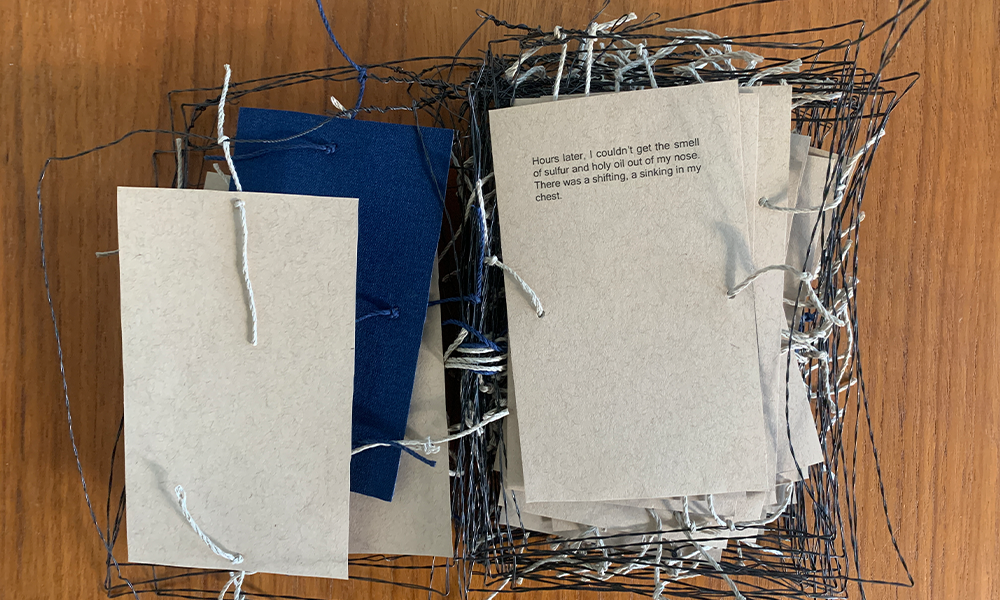 Hours later, I couldn't get the smell
of sulfur and holy oil out of my nose.
There was a shifting, a sinking in my
chest.